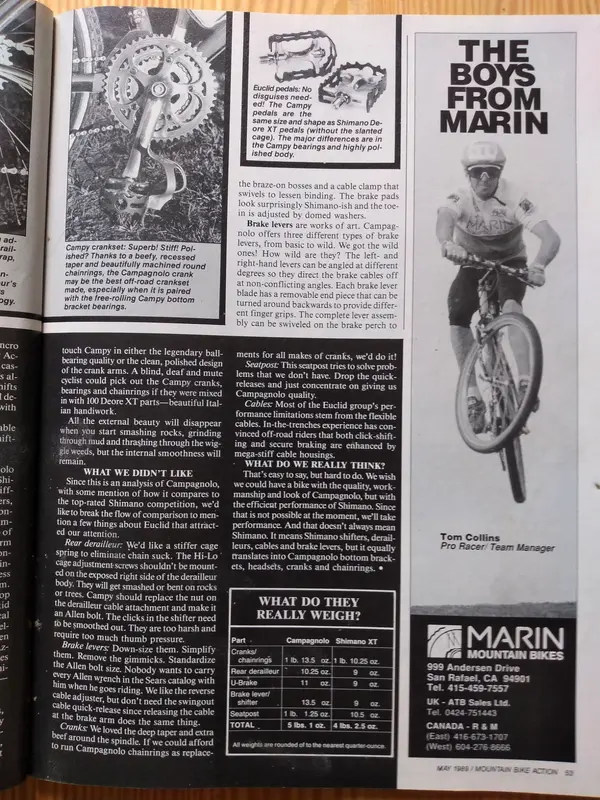 Campy crankset: Superb! Stiff! Pol-
ished? Thanks to a beefy, recessed
taper and beautifully machined round
chainrings, the Campagnolo crank
may be the best off-road crankset
made, especially when it is paired
with the free-rolling Campy bottom
bracket bearings.
Euclid pedals: No
disguises need-
ed! The Campy
pedals are the
same size and shape as Shimano De-
ore XT pedals (without the slanted
cage). The major differences are in
the Campy bearings and highly pol-
ished body.
the braze-on bosses and a cable clamp that
swivels to lessen binding. The brake pads
look surprisingly Shimano-ish and the toe-
in is adjusted by domed washers.
Brake levers are works of art. Campag-
nolo offers three different types of brake
levers, from basic to wild. We got the wild
ones! How wild are they? The left- and
right-hand levers can be angled at different
degrees so they direct the brake cables off
at non-conflicting angles. Each brake lever
blade has a removable end piece that can be
turned around backwards to provide differ-
ent finger grips. The complete lever assem-
bly can be swiveled on the brake perch to
touch Campy in either the legendary ball-
bearing quality or the clean, polished design
of the crank arms. A blind, deaf and mute
cyclist could pick out the Campy cranks,
bearings and chainrings if they were mixed
in with 100 Deore XT parts—beautiful Ital-
ian handiwork.
All the external beauty will disappear
when you start smashing rocks, grinding
through mud and thrashing through the wig-
gle weeds, but the internal smoothness will
remain.
WHAT WE DIDN'T LIKE
Since this is an analysis of Campagnolo,
with some mention of how it compares to
the top-rated Shimano competition, we'd
like to break the flow of comparison to men-
tion a few things about Euclid that attract-
ed our attention.
Rear derailleur: We'd like a stiffer cage
spring to eliminate chain suck. The Hi-Lo
cage adjustment screws shouldn't be mount-
ed on the exposed right side of the derailleur
body. They will get smashed or bent on rocks
or trees. Campy should replace the nut on
the derailleur cable attachment and make it
an Allen bolt. The clicks in the shifter need
to be smoothed out. They are too harsh and
require too much thumb pressure.
Brake levers: Down-size them. Simplify
them. Remove the gimmicks. Standardize
the Allen bolt size. Nobody wants to carry
every Allen wrench in the Sears catalog with
him when he goes riding. We like the reverse
cable adjuster, but don't need the swingout
cable quick-release since releasing the cable
at the brake arm does the same thing.
Cranks: We loved the deep taper and extra
beef around the spindle. If we could afford
to run Campagnolo chainrings as replace-
ments for all makes of cranks, we'd do it!
Seatpost: This seatpost tries to solve prob-
lems that we don't have. Drop the quick-
releases and just concentrate on giving us
Campagnolo quality.
Cables: Most of the Euclid group's per-
formance limitations stem from the flexible
cables. In-the-trenches experience has con-
vinced off-road riders that both click-shift-
ing and secure braking are enhanced by
mega-stiff cable housings.
WHAT DO WE REALLY THINK?
That's easy to say, but hard to do. We wish
we could have a bike with the quality, work-
manship and look of Campagnolo, but with
the efficient performance of Shimano. Since
that is not possible at the moment, we'll take
performance. And that doesn't always mean
Shimano. It means Shimano shifters, derail-
leurs, cables and brake levers, but it equally
translates into Campagnolo bottom brack-
ets, headsets, cranks and chainrings. •
WHAT DO THEY
REALLY WEIGH?
Part Campagnolo Shimano XT
Cranks/
chainrings 1 lb. 13.5 oz. 1 lb. 10.25 oz.
Rear derailleur 10.25 oz. 9 oz.
U-Brake 11 oz. 9 oz.
Brake lever/
shifter 13.5 oz. 9 oz.
Seatpost 1 lb. 1.25 oz. 10.5 oz.
TOTAL 5 lbs. 1 oz. 4 lbs. 2.5 oz.
All weights are rounded of to the nearest quarter-ounce.
THE
BOYS
FROM
MARIN
MARIN
Tom Collins
Pro Racer/ Team Manager
MARIN
MOUNTAIN BIKES
999 Andersen Drive
San Rafael, CA 94901
Tel. 415-459-7557
UK - ATB Sales Ltd.
Tel. 0424-751443
CANADA - R & M
(East) 416-673-1707
(West) 604-276-8666
MAY 1989 / MOUNTAIN BIKE ACTION 53